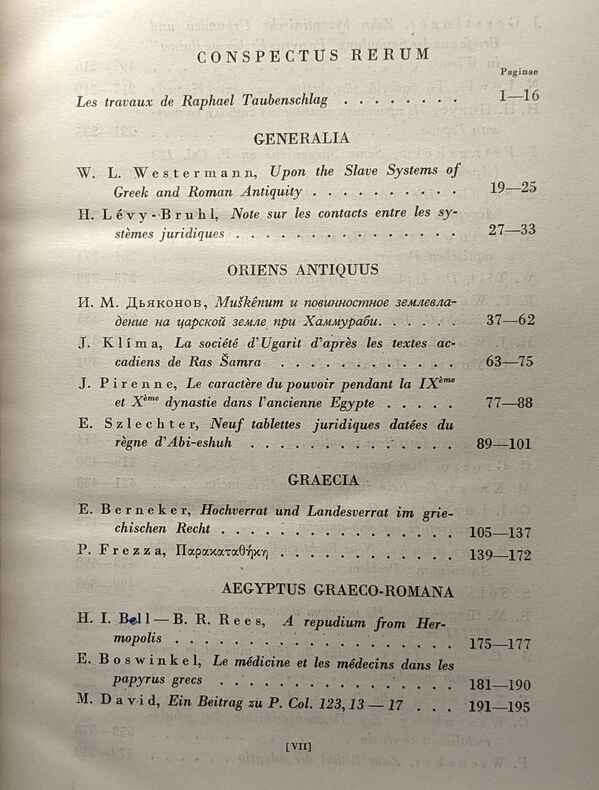 CONSPECTUS RERUM
Paginae
Les travaux de Raphael Taubenschlag . . . . . . . . 1—16
GENERALIA
W. L. Westermann, Upon the Slave Systems of
Greek and Roman Antiquity . . . . . . . . . . 19—25
H. Lévy-Bruhl, Note sur les contacts entre les sy-
stèmes juridiques . . . . . . . . . . . . . . . 27—33
ORIENS ANTIQUUS
И. М. Дьяконов, Muškēnum и повинностное землевла-
дение на царской земле при Хаммураби. . . . . . 37—62
J. Klíma, La société d'Ugarit d'après les textes ac-
cadiens de Ras Šamra . . . . . . . . . . . . 63—75
J. Pirenne, Le caractère du pouvoir pendant la IXème
et Xème dynastie dans l'ancienne Egypte . . . . . 77—88
E. Szlechter, Neuf tablettes juridiques datées du
règne d'Abi-eshuh . . . . . . . . . . . . . . 89—101
GRAECIA
E. Berneker, Hochverrat und Landesverrat im grie-
chischen Recht . . . . . . . . . . . . . . . . 105—137
P. Frezza, Παρακαταθήκη . . . . . . . . . . . . 139—172
AEGYPTUS GRAECO-ROMANA
H. I. Bell — B. R. Rees, A repudium from Her-
mopolis . . . . . . . . . . . . . . . . . . . 175—177
E. Boswinkel, Le médicine et les médecins dans les
papyrus grecs . . . . . . . . . . . . . . . . 181—190
M. David, Ein Beitrag zu P. Col. 123, 13 — 17 . . . 191—195
[VII]